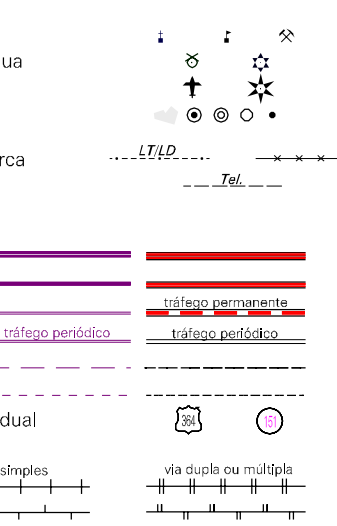 ua
rca
LT/LD
Tel.
tráfego permanente
tráfego periódico tráfego periódico
dual
364 151
simples via dupla ou múltipla